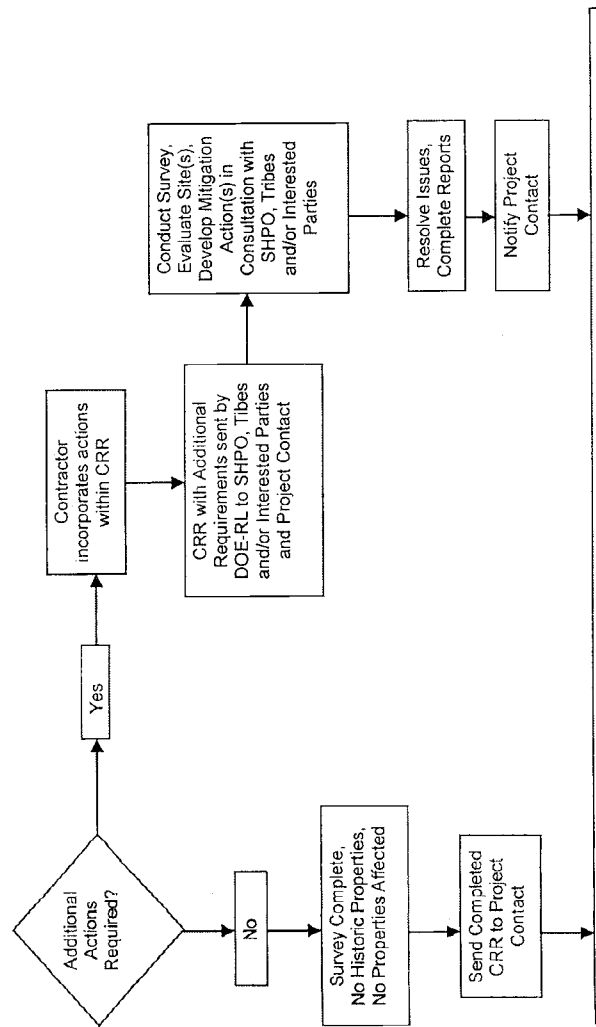 Additional
Actions
Required?
Yes
Contractor
incorporates actions
within CRR
CRR with Additional
Requirements sent by
DOE-RL to SHPO, Tibes
and/or Interested Parties
and Project Contact
Conduct Survey,
Evaluate Site(s),
Develop Mitigation
Action(s) in
Consultation with
SHPO, Tribes
and/or Interested
Parties
Resolve Issues,
Complete Reports
Notify Project
Contact
No
Survey Complete,
No Historic Properties,
No Properties Affected
Send Completed
CRR to Project
Contact